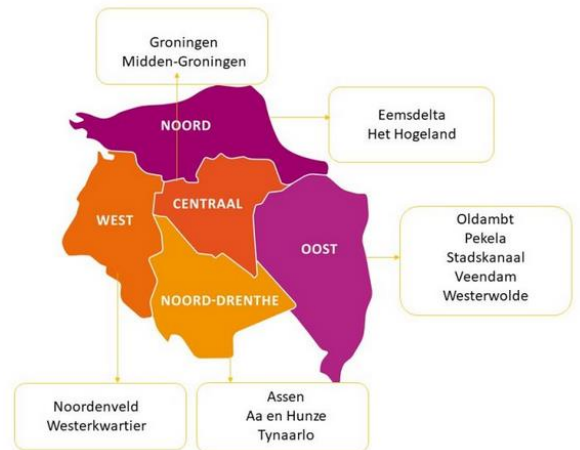 Groningen
Midden-Groningen
NOORD
Eemsdelta
Het Hogeland
WEST
CENTRAAL
OOST
Oldambt
Pekela
Stadskanaal
Veendam
Westerwolde
NOORD-DRENTHE
Noordenveld
Westerkwartier
Assen
Aa en Hunze
Tynaarlo